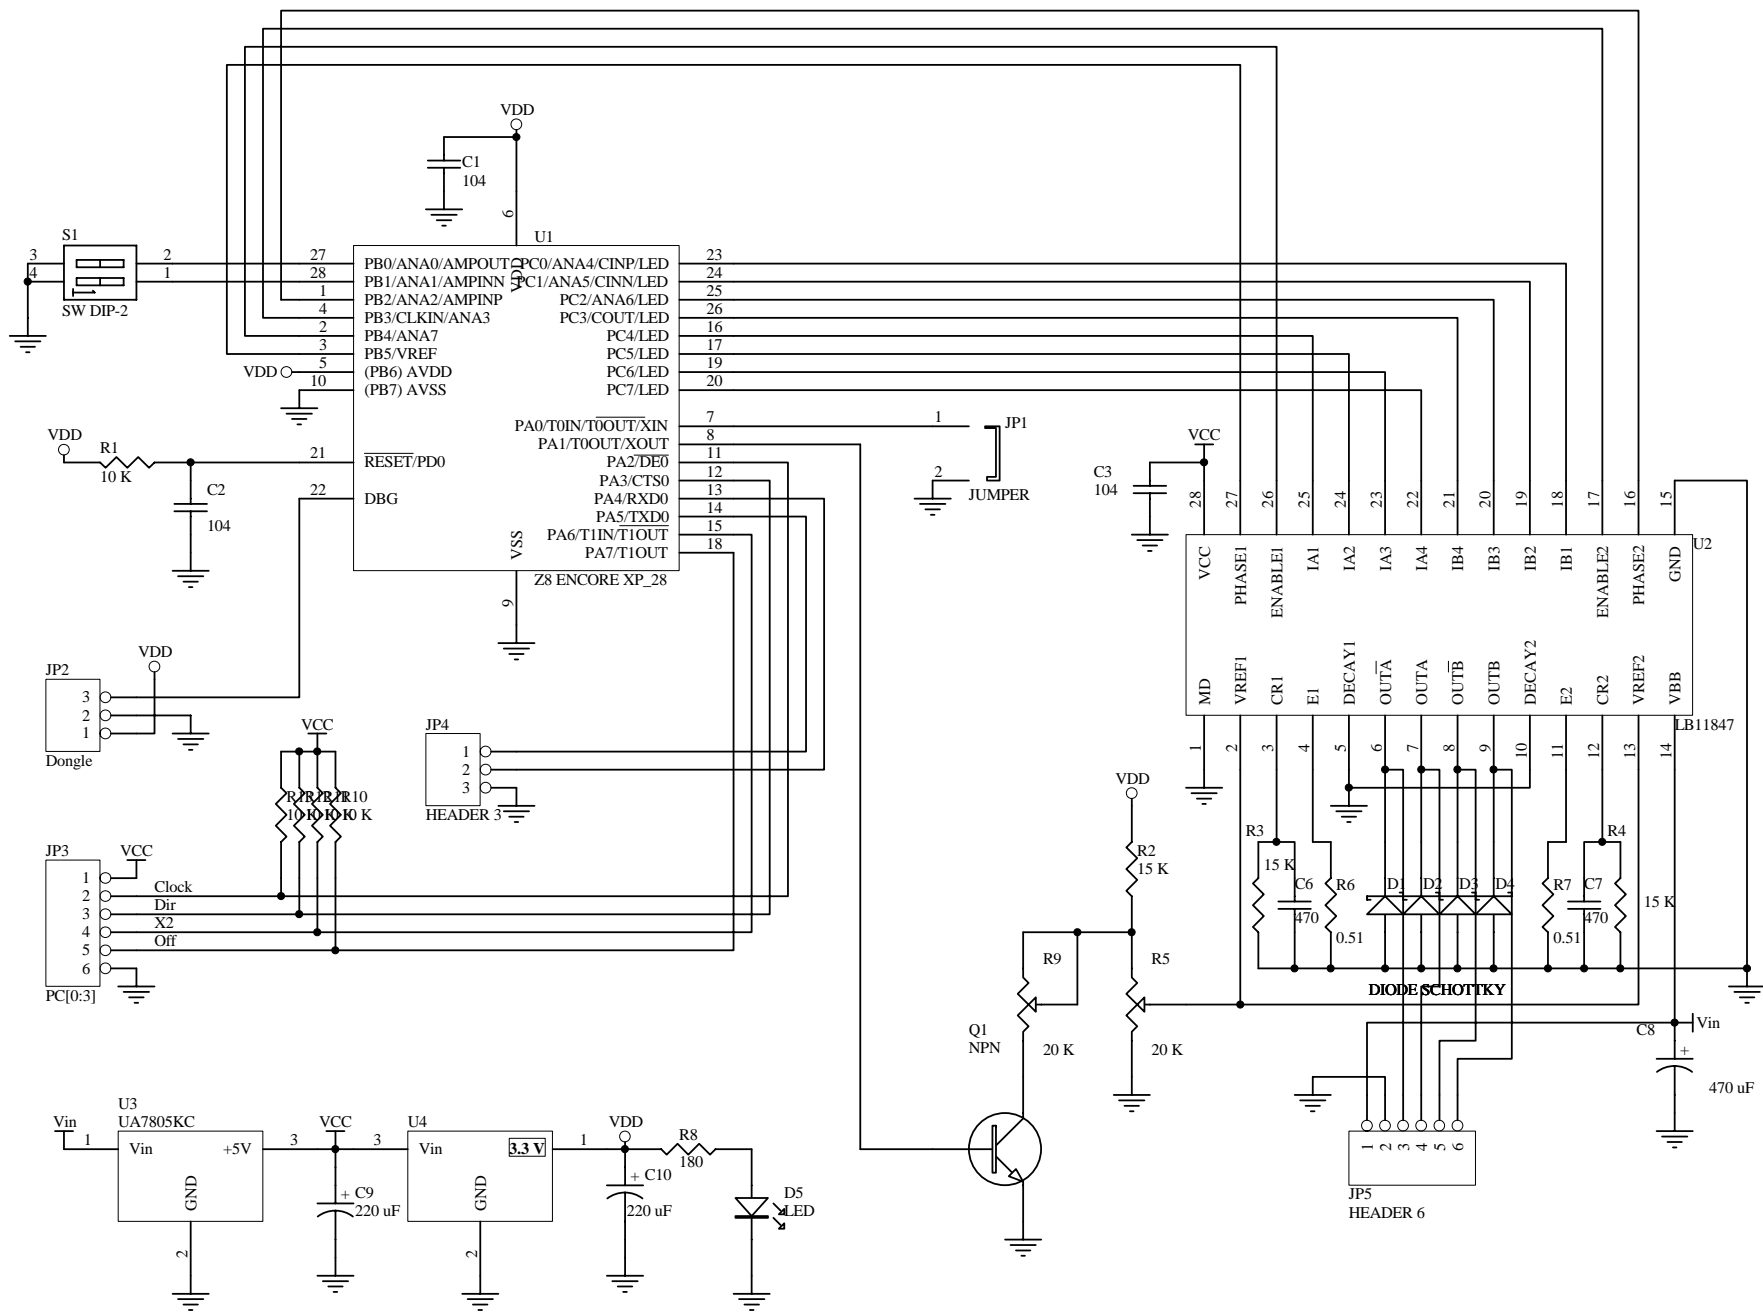 VDD
C1
104
6
U1
S1
3
4
2
1
SW DIP-2
27
28
1
4
2
3
5
10
VDD
PB0/ANA0/AMPOUT
PB1/ANA1/AMPINN
PB2/ANA2/AMPINP
PB3/CLKIN/ANA3
PB4/ANA7
PB5/VREF
(PB6) AVDD
(PB7) AVSS
VDD
PC0/ANA4/CINP/LED
PC1/ANA5/CINN/LED
PC2/ANA6/LED
PC3/COUT/LED
PC4/LED
PC5/LED
PC6/LED
PC7/LED
23
24
25
26
16
17
19
20
PA0/T0IN/T0OUT/XIN
PA1/T0OUT/XOUT
PA2/DE0
PA3/CTS0
PA4/RXD0
PA5/TXD0
PA6/T1IN/T1OUT
PA7/T1OUT
7
8
11
12
13
14
15
18
VDD
R1
10 K
21
RESET/PD0
C2
104
22
DBG
VSS
9
Z8 ENCORE XP_28
1
JP1
2
JUMPER
VCC
C3
104
28
27
26
25
24
23
22
21
20
19
18
17
16
15
U2
VCC
PHASE1
ENABLE1
IA1
IA2
IA3
IA4
IB4
IB3
IB2
IB1
ENABLE2
PHASE2
GND
MD
VREF1
CR1
E1
DECAY1
OUTA
OUTA
OUTB
OUTB
DECAY2
E2
CR2
VREF2
VBB
LB11847
1
2
3
4
5
6
7
8
9
10
11
12
13
14
JP2
VDD
3
2
1
Dongle
VCC
R10
10 K
JP4
1
2
3
HEADER 3
JP3
VCC
1
2
3
4
5
6
Clock
Dir
X2
Off
PC[0:3]
VDD
R2
15 K
R9
20 K
R5
20 K
Q1
NPN
R3
15 K
C6
470
R6
0.51
D1
D2
D3
D4
DIODE SCHOTTKY
R7
0.51
C7
470
R4
15 K
C8
Vin
+
470 uF
1
2
3
4
5
6
JP5
HEADER 6
U3
UA7805KC
Vin
1
Vin
+5V
GND
2
3
VCC
+
C9
220 uF
3
U4
Vin
3.3 V
GND
2
1
VDD
+
C10
220 uF
R8
180
D5
LED